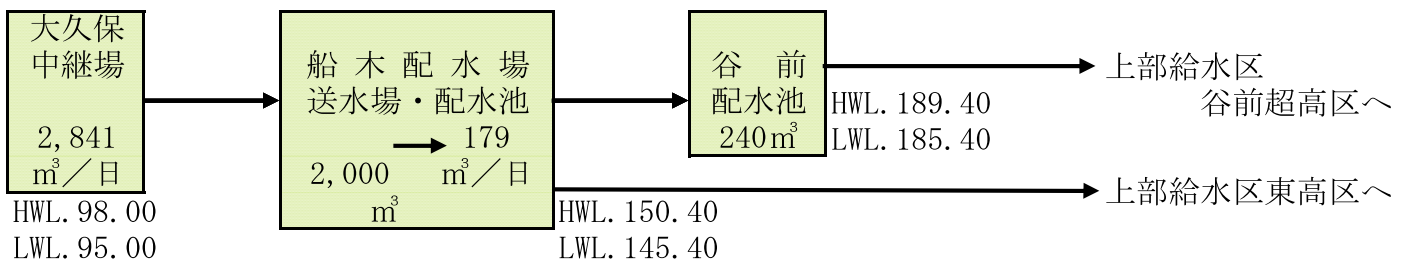 大久保
中継場
2,841
㎥／日
HWL.98.00
LWL.95.00
船木配水場
送水場・配水池
→ 179
2,000 ㎥／日
㎥
HWL.150.40
LWL.145.40
谷前
配水池
240㎥
HWL.189.40
LWL.185.40
上部給水区
谷前超高区へ
上部給水区東高区へ